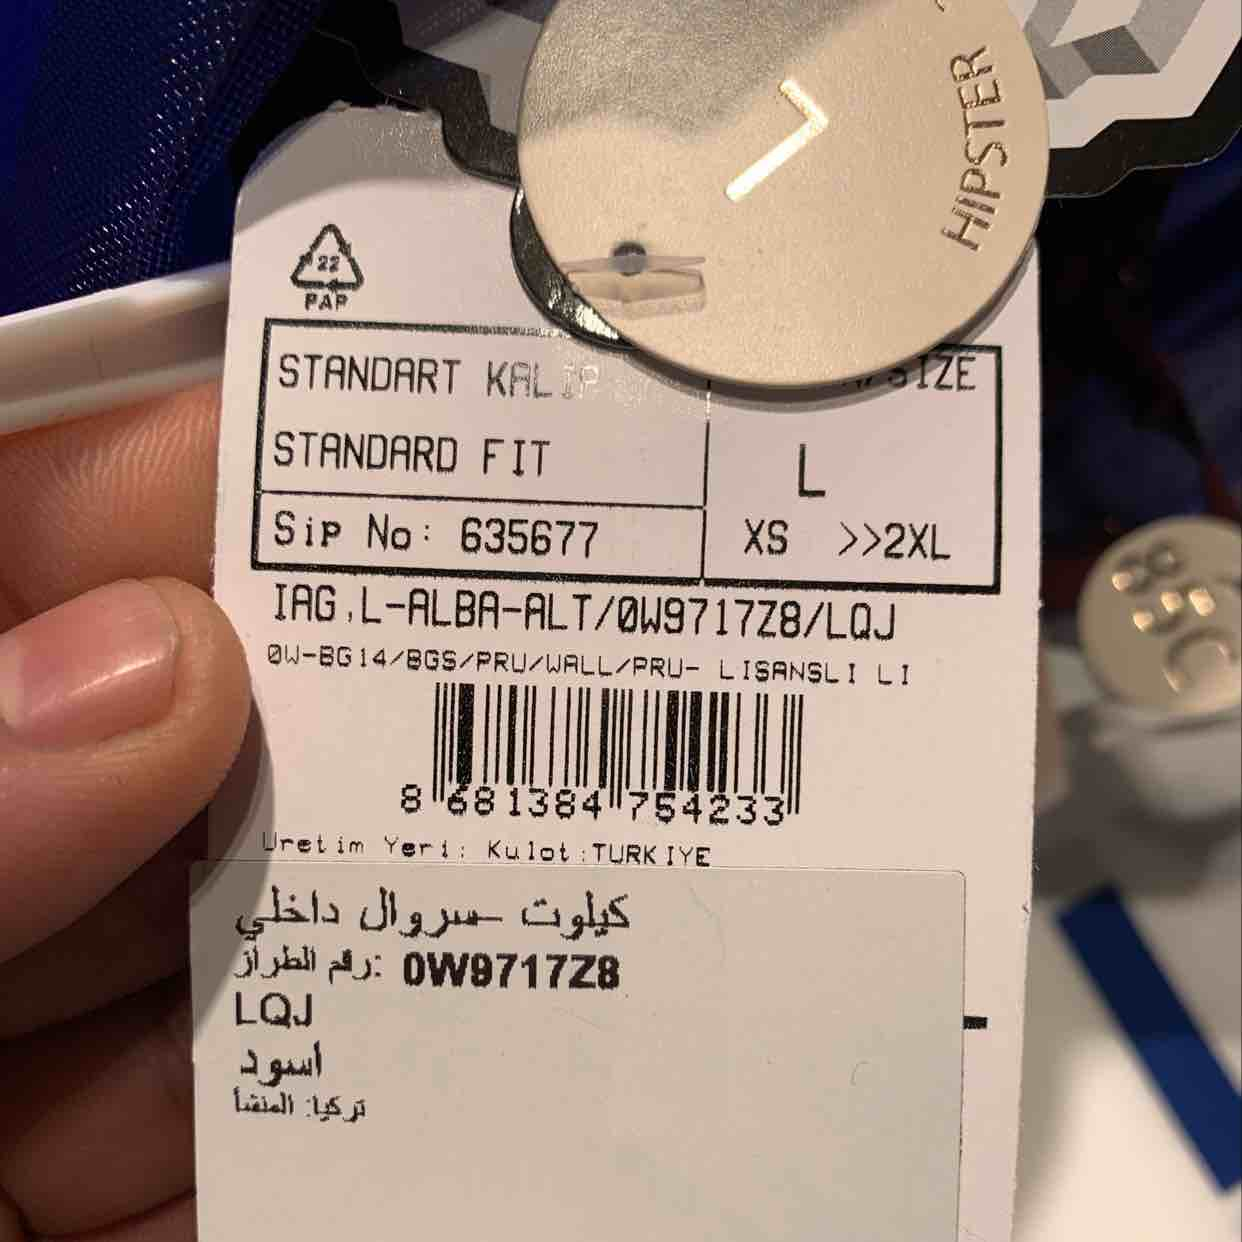 L
HIPSTER
22
PAP
STANDART KALIP
SIZE
STANDARD FIT
L
Sip No: 635677
XS >>2XL
IAG,L-ALBA-ALT/0W9717Z8/LQJ
0W-BG14/BGS/PRU/WALL/PRU- LISANSLI LI
8 681384 754233
Uretim Yeri: Kulot:TURKIYE
كيلوت -سروال داخلي
رقم الطراز: 0W9717Z8
LQJ
اسود
تركيا: المنشأ
85C